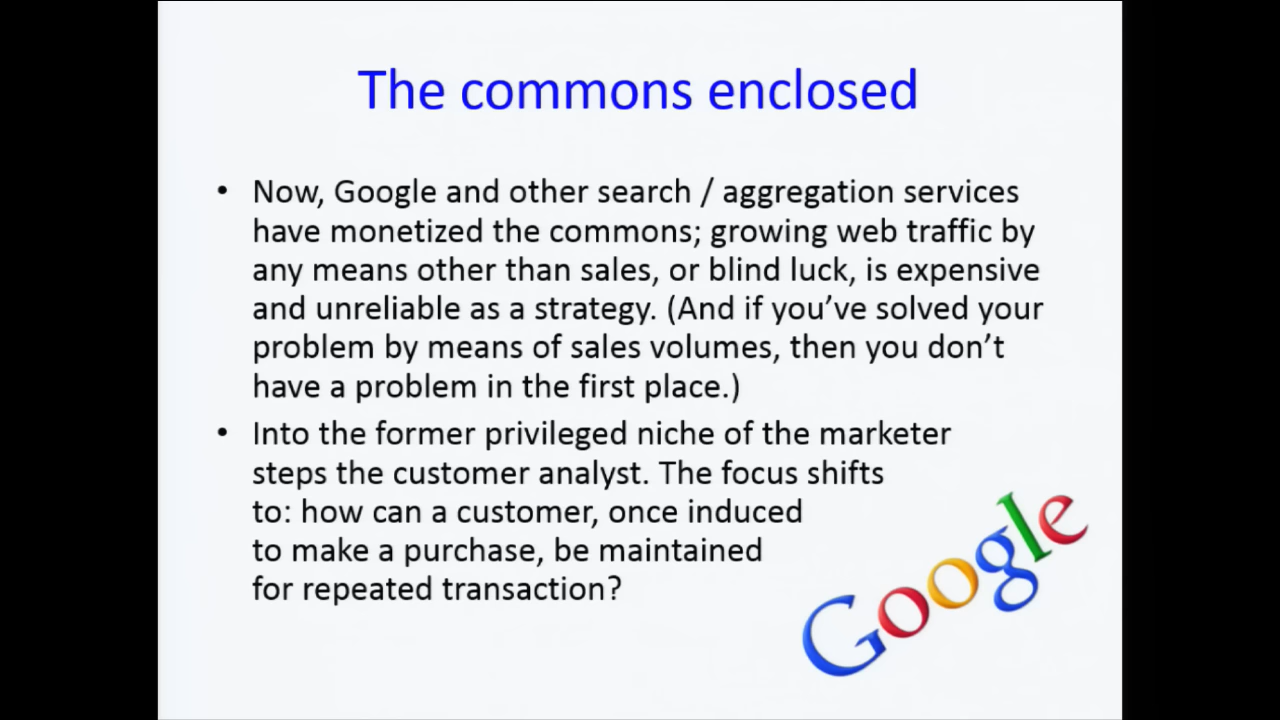 The commons enclosed
• Now, Google and other search / aggregation services
have monetized the commons; growing web traffic by
any means other than sales, or blind luck, is expensive
and unreliable as a strategy. (And if you’ve solved your
problem by means of sales volumes, then you don’t
have a problem in the first place.)
• Into the former privileged niche of the marketer
steps the customer analyst. The focus shifts
to: how can a customer, once induced
to make a purchase, be maintained
for repeated transaction?
Google